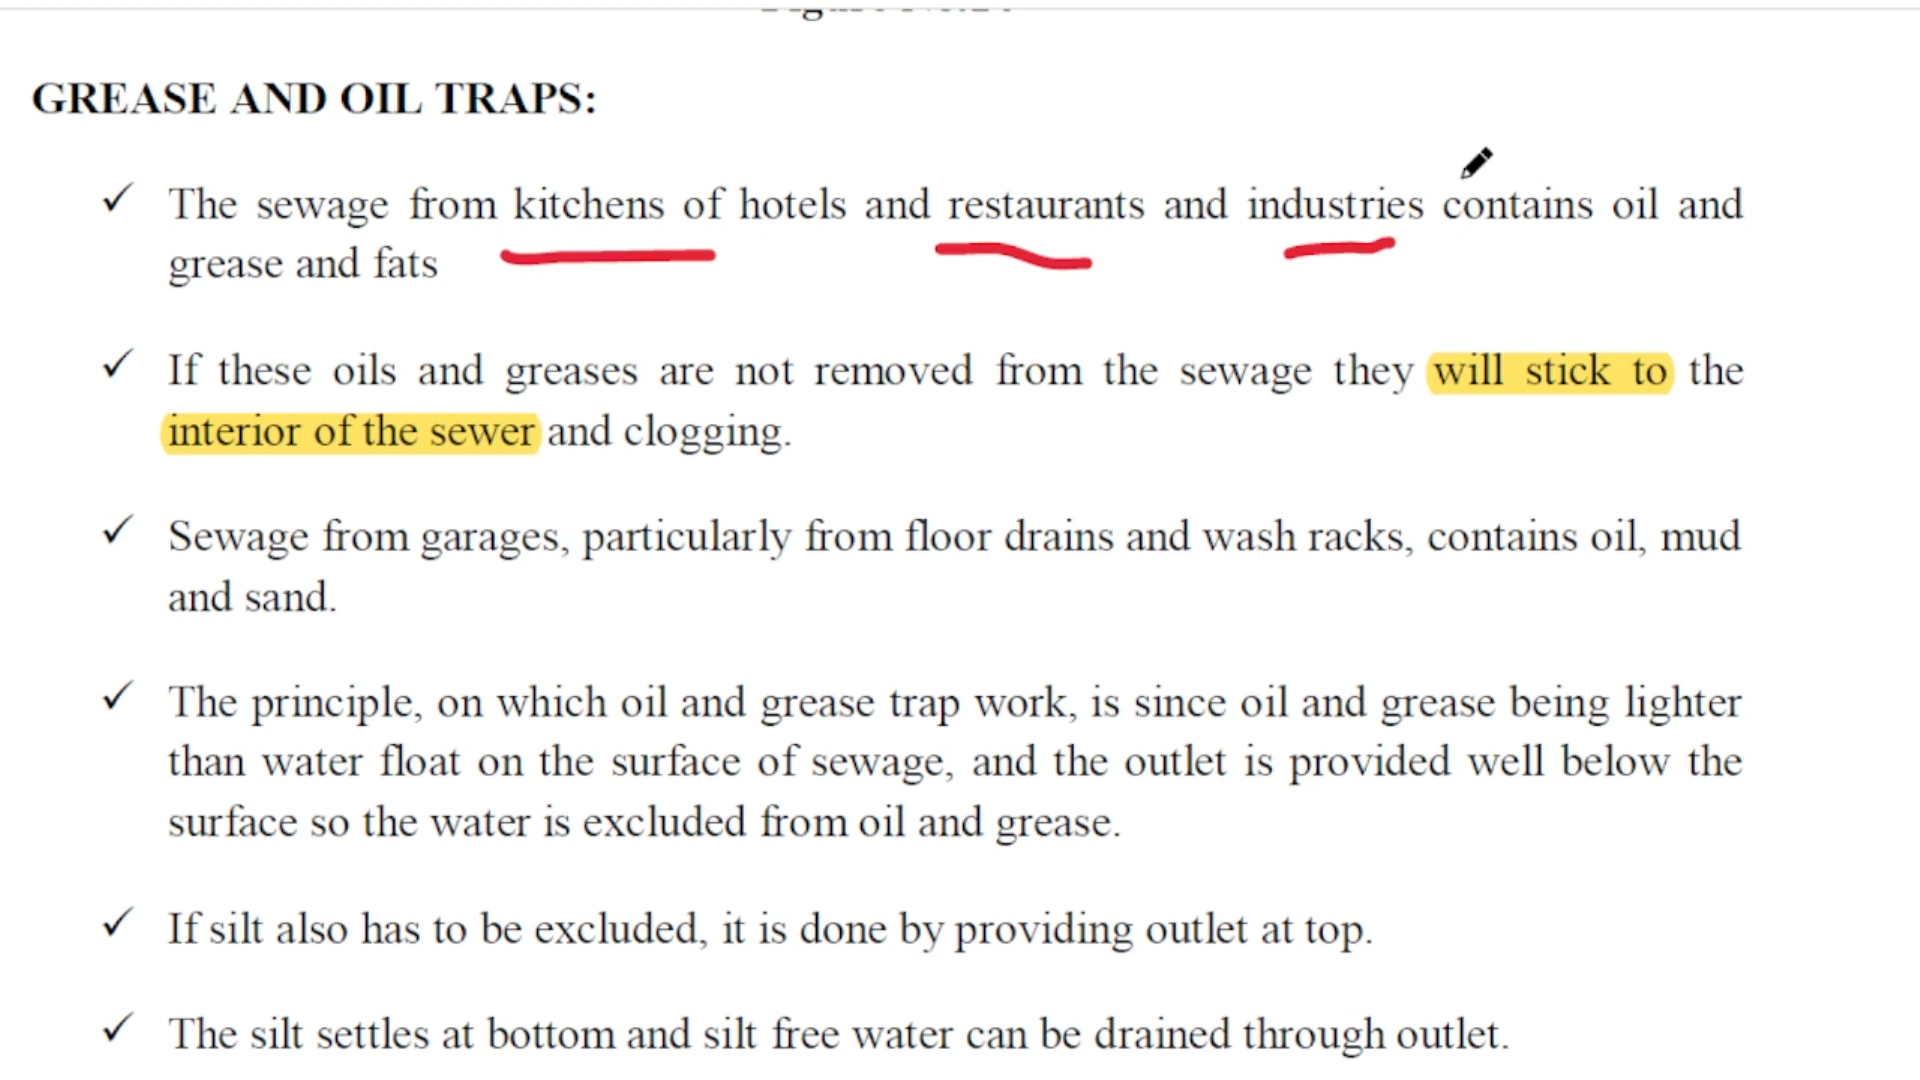 GREASE AND OIL TRAPS:
✓ The sewage from kitchens of hotels and restaurants and industries contains oil and
grease and fats
✓ If these oils and greases are not removed from the sewage they will stick to the
interior of the sewer and clogging.
✓ Sewage from garages, particularly from floor drains and wash racks, contains oil, mud
and sand.
✓ The principle, on which oil and grease trap work, is since oil and grease being lighter
than water float on the surface of sewage, and the outlet is provided well below the
surface so the water is excluded from oil and grease.
✓ If silt also has to be excluded, it is done by providing outlet at top.
✓ The silt settles at bottom and silt free water can be drained through outlet.